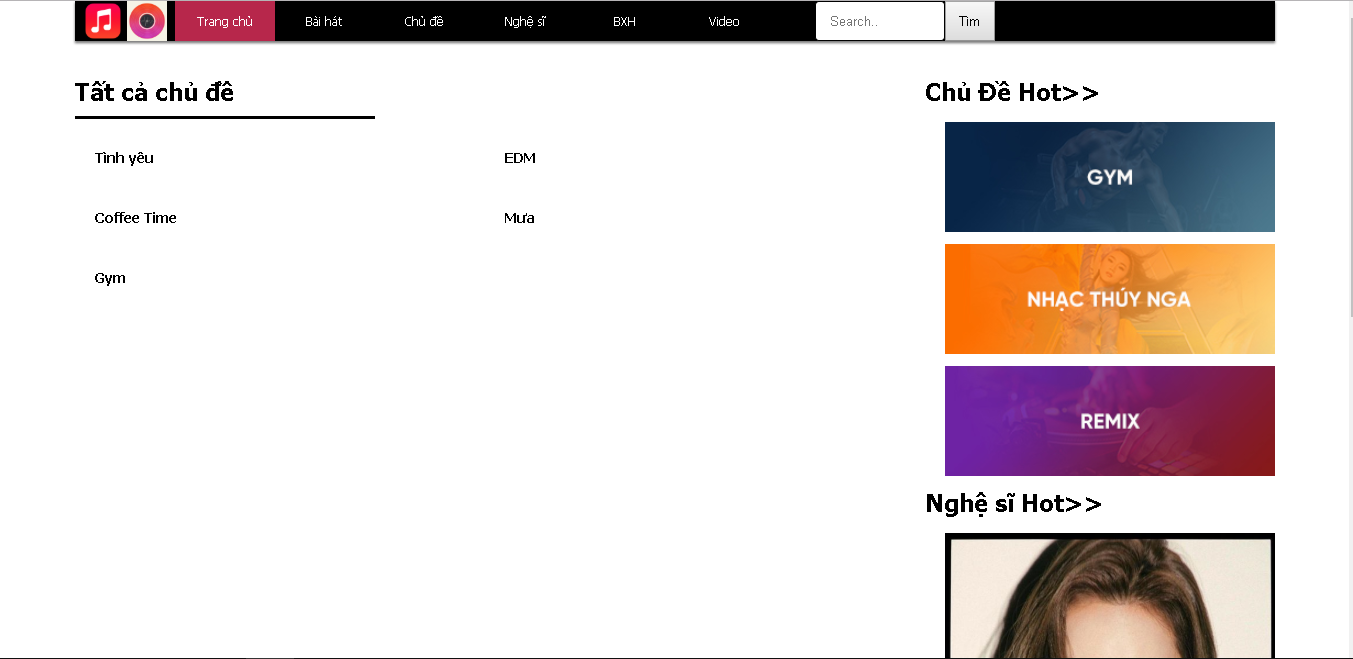 Trang chủ Bài hát Chủ đề Nghệ sĩ BXH Video Search.. Tìm
Tất cả chủ đề
Tình yêu EDM
Coffee Time Mưa
Gym
Chủ Đề Hot>>
GYM
NHẠC THÚY NGA
REMIX
Nghệ sĩ Hot>>